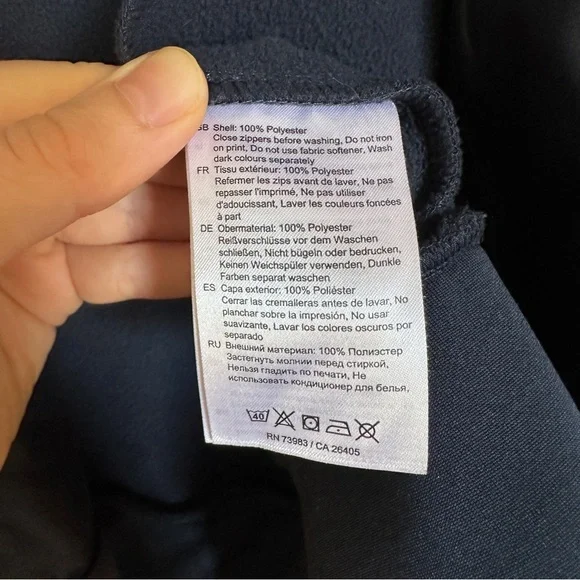 GB Shell: 100% Polyester
Close zippers before washing, Do not iron
on print, Do not use fabric softener, Wash
dark colours separately
FR Tissu extérieur: 100% Polyester
Refermer les zips avant de laver, Ne pas
repasser l'imprimé, Ne pas utiliser
d'adoucissant, Laver les couleurs foncées
à part
DE Obermaterial: 100% Polyester
Reißverschlüsse vor dem Waschen
schließen, Nicht bügeln oder bedrucken,
Keinen Weichspüler verwenden, Dunkle
Farben separat waschen
ES Capa exterior: 100% Poliéster
Cerrar las cremalleras antes de lavar, No
planchar sobre la impresión, No usar
suavizante, Lavar los colores oscuros por
separado
RU Внешний материал: 100% Полиэстер
Застегнуть молнии перед стиркой,
Нельзя гладить по печати, Не
использовать кондиционер для белья,
40
RN 73983 / CA 26405